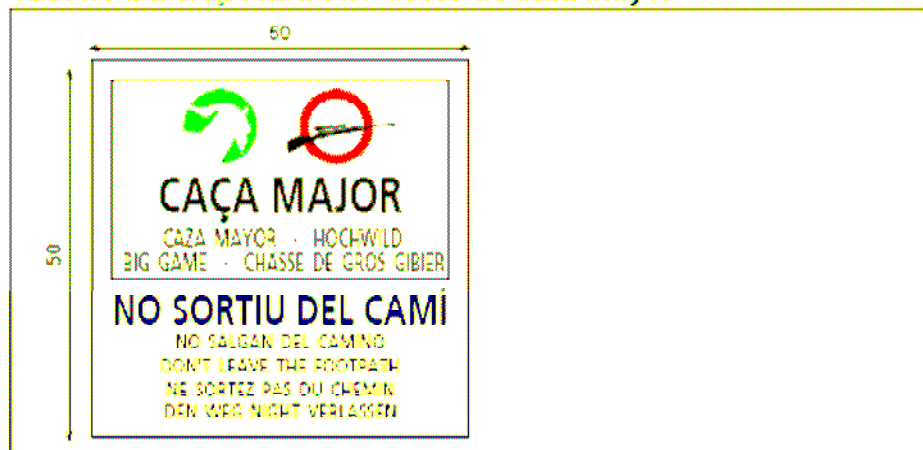 50
50
CAÇA MAJOR
CAZA MAYOR - HOCHWILD
BIG GAME - CHASSE DE GROS GIBIER
NO SORTIU DEL CAMÍ
NO SALGAN DEL CAMINO
DON'T LEAVE THE FOOTPATH
NE SORTEZ PAS DU CHEMIN
DEN WEG NIGHT VERLASSEN